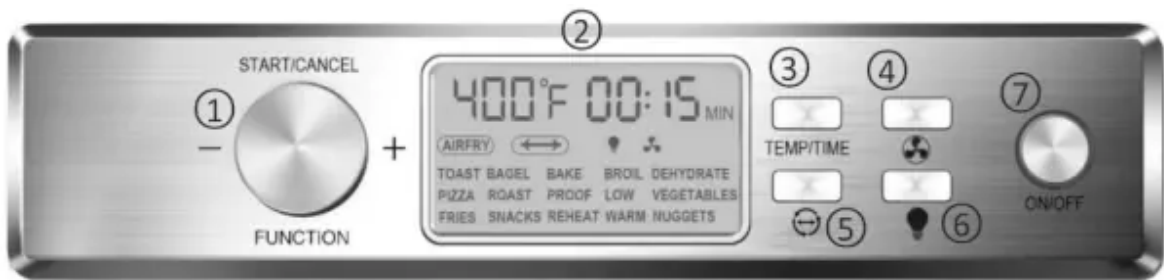 ①
START/CANCEL
− +
FUNCTION
②
400°F 00:15 MIN
AIRFRY
TOAST BAGEL BAKE BROIL DEHYDRATE
PIZZA ROAST PROOF LOW VEGETABLES
FRIES SNACKS REHEAT WARM NUGGETS
③
TEMP/TIME
④
⑤
⑥
⑦
ON/OFF